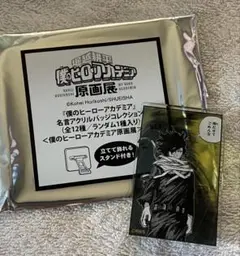 堀越耕平
僕のヒーローアカデミア
原画展
©Kohei Horikoshi/SHUEISHA
『僕のヒーローアカデミア』
名言アクリルバッジコレクション
(全12種/ランダム1種入り)
<僕のヒーローアカデミア原画展>
立てて飾れる
スタンド付き!